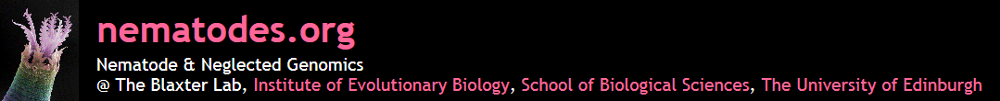 nematodes.org
Nematode & Neglected Genomics
@ The Blaxter Lab, Institute of Evolutionary Biology, School of Biological Sciences, The University of Edinburgh